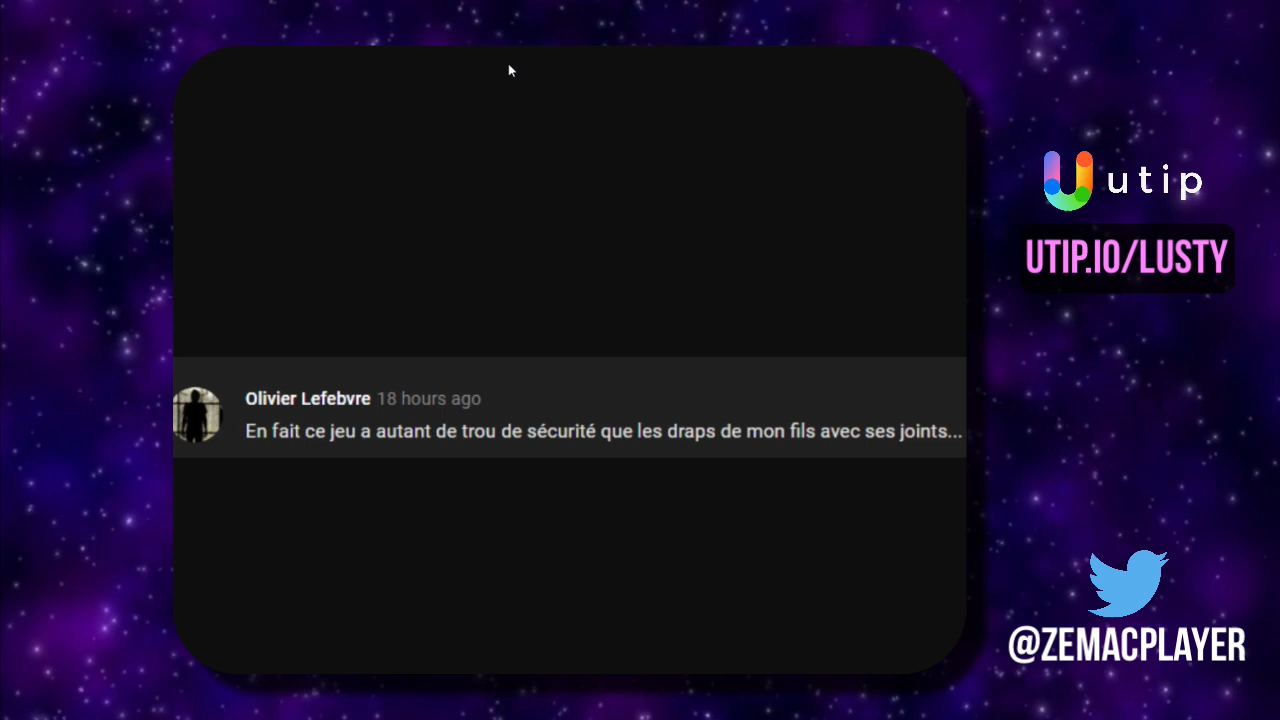 utip
UTIP.IO/LUSTY
Olivier Lefebvre 18 hours ago
En fait ce jeu a autant de trou de sécurité que les draps de mon fils avec ses joints...
@ZEMACPLAYER